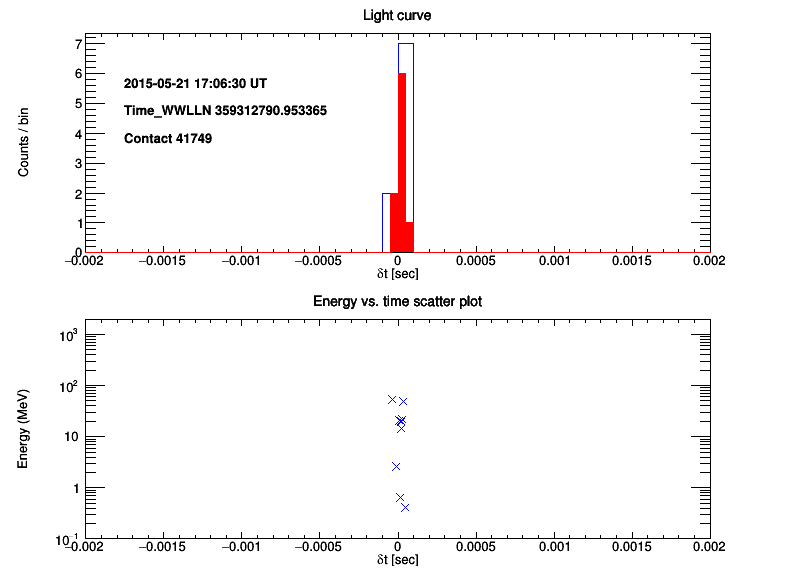 Light curve
Counts / bin
7
6
5
4
3
2
1
0
2015-05-21 17:06:30 UT
Time_WWLLN 359312790.953365
Contact 41749
−0.002 −0.0015 −0.001 −0.0005 0 0.0005 0.001 0.0015 0.002
δt [sec]
Energy vs. time scatter plot
Energy (MeV)
10³
10²
10
1
10⁻¹
−0.002 −0.0015 −0.001 −0.0005 0 0.0005 0.001 0.0015 0.002
δt [sec]